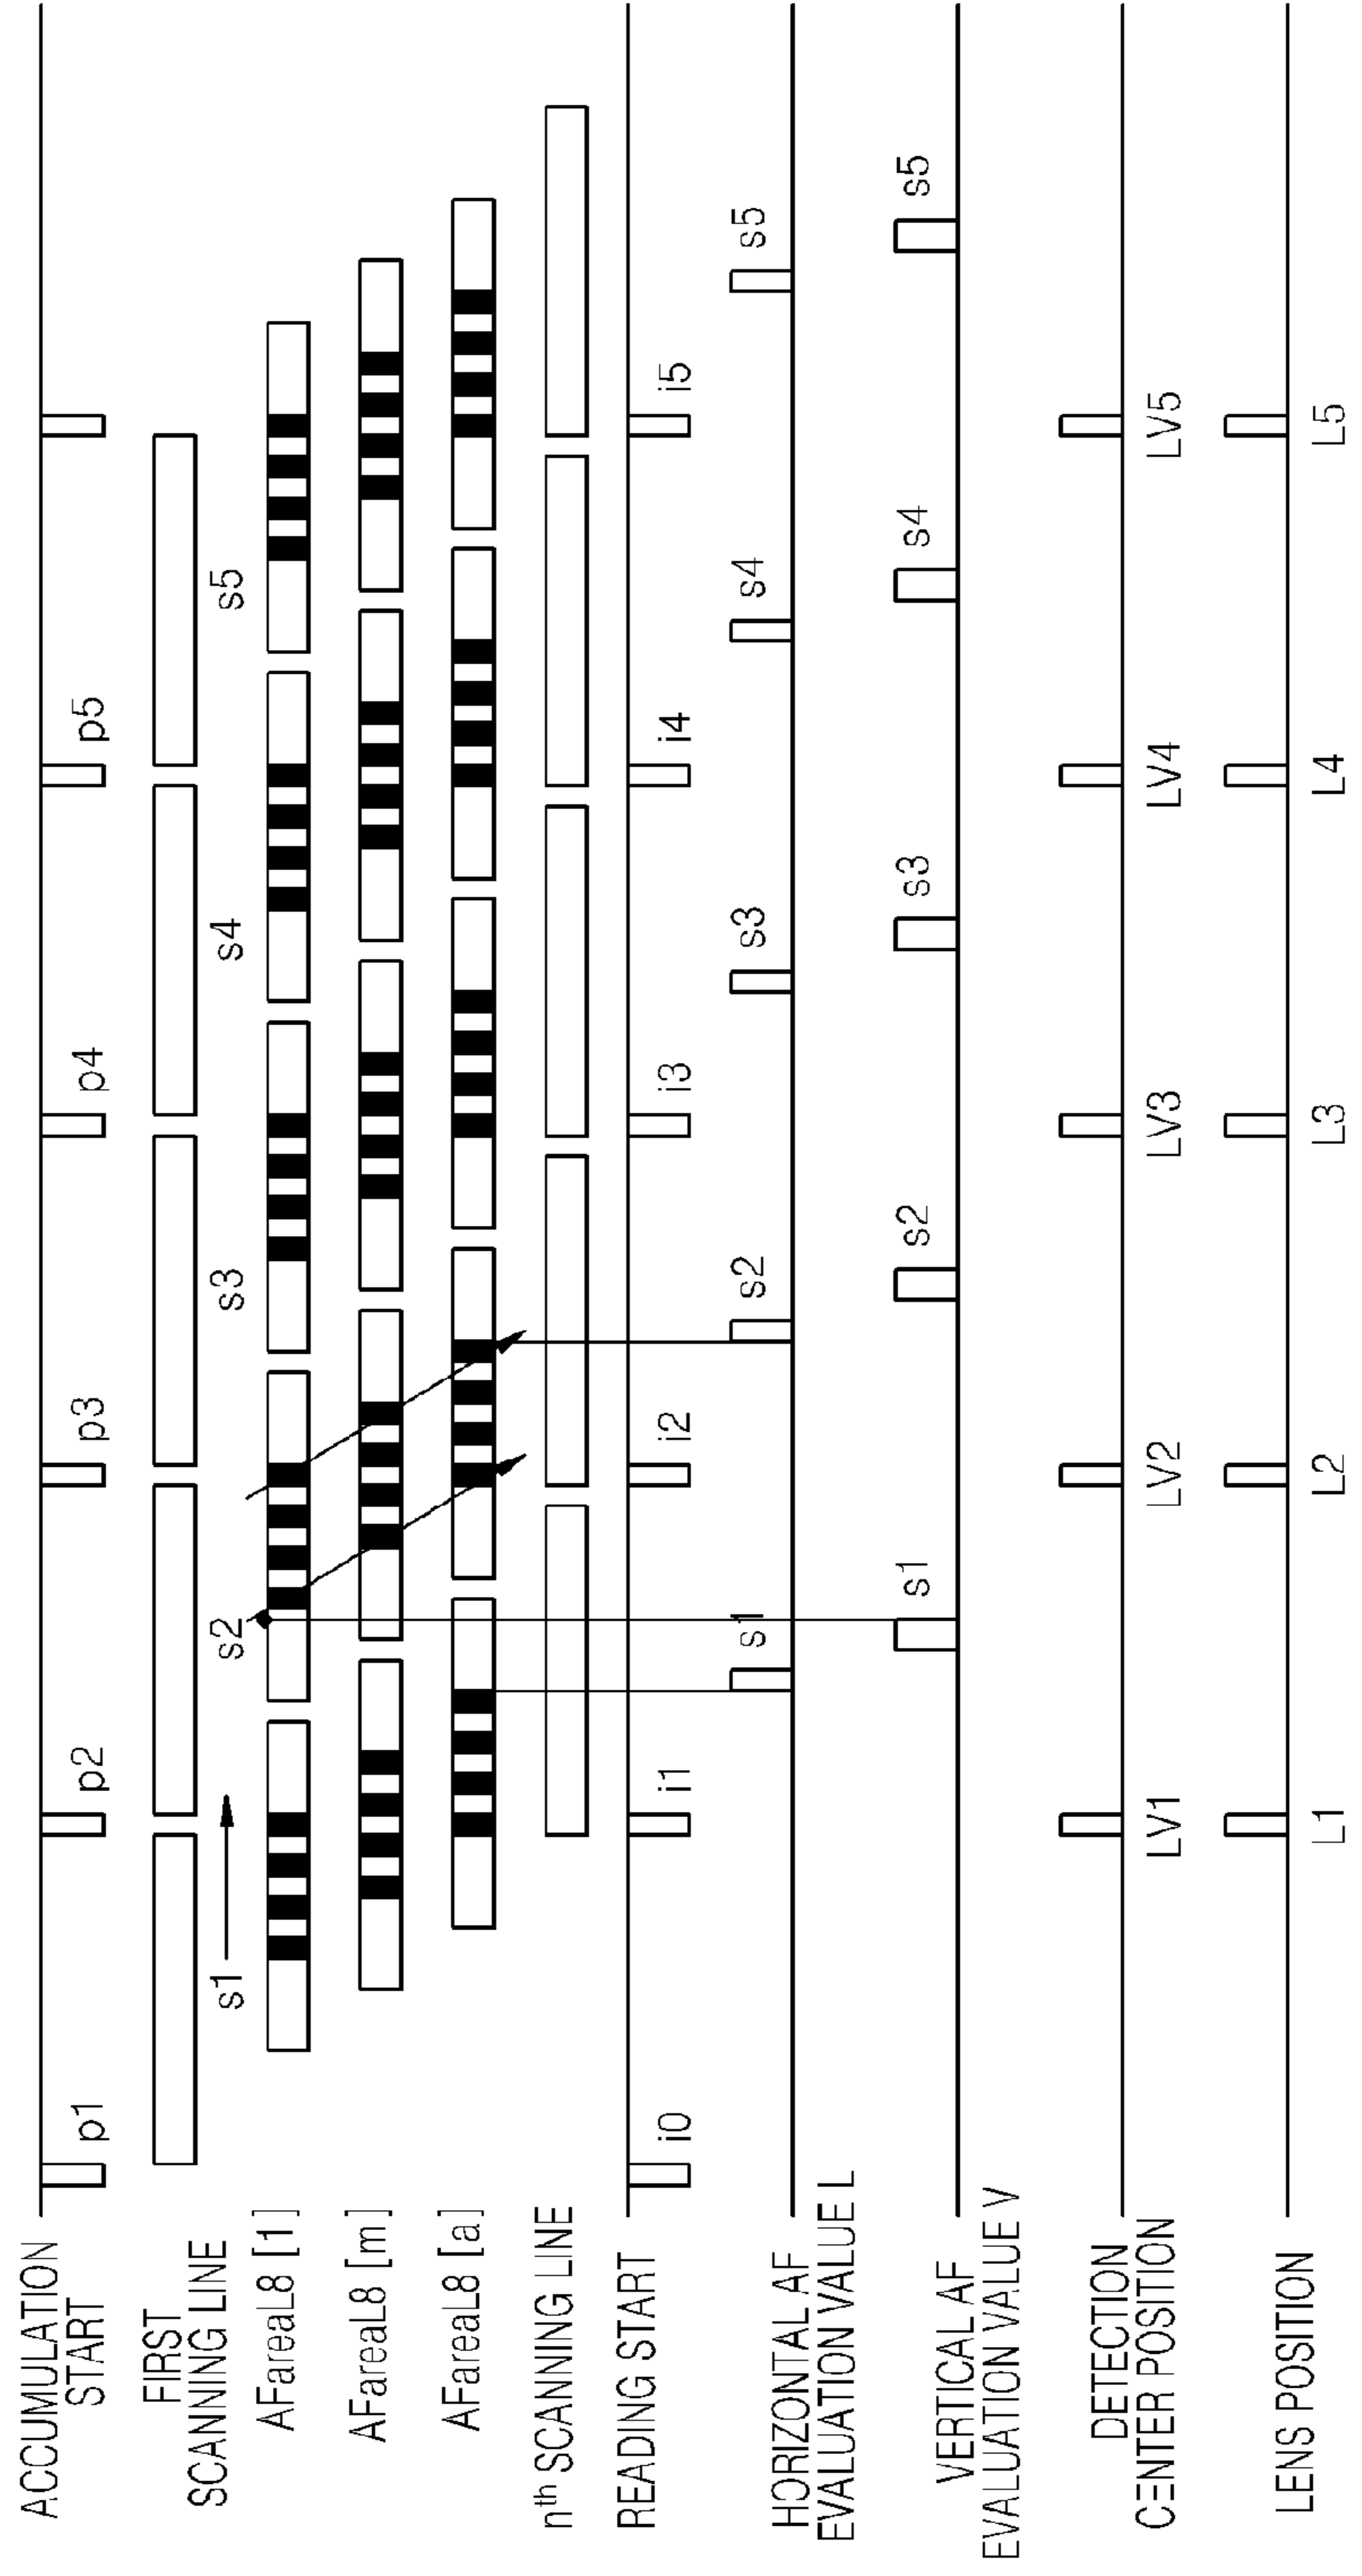 ACCUMULATION
START
p1 p2 p3 p4 p5
FIRST
SCANNING LINE
s1 s2 s3 s4 s5
AFareaL8 [1]
AFareaL8 [m]
AFareaL8 [a]
nth SCANNING LINE
READING START
i0 i1 i2 i3 i4 i5
HORIZONTAL AF
EVALUATION VALUE L
s1 s2 s3 s4 s5
VERTICAL AF
EVALUATION VALUE V
s1 s2 s3 s4 s5
DETECTION
CENTER POSITION
LV1 LV2 LV3 LV4 LV5
LENS POSITION
L1 L2 L3 L4 L5